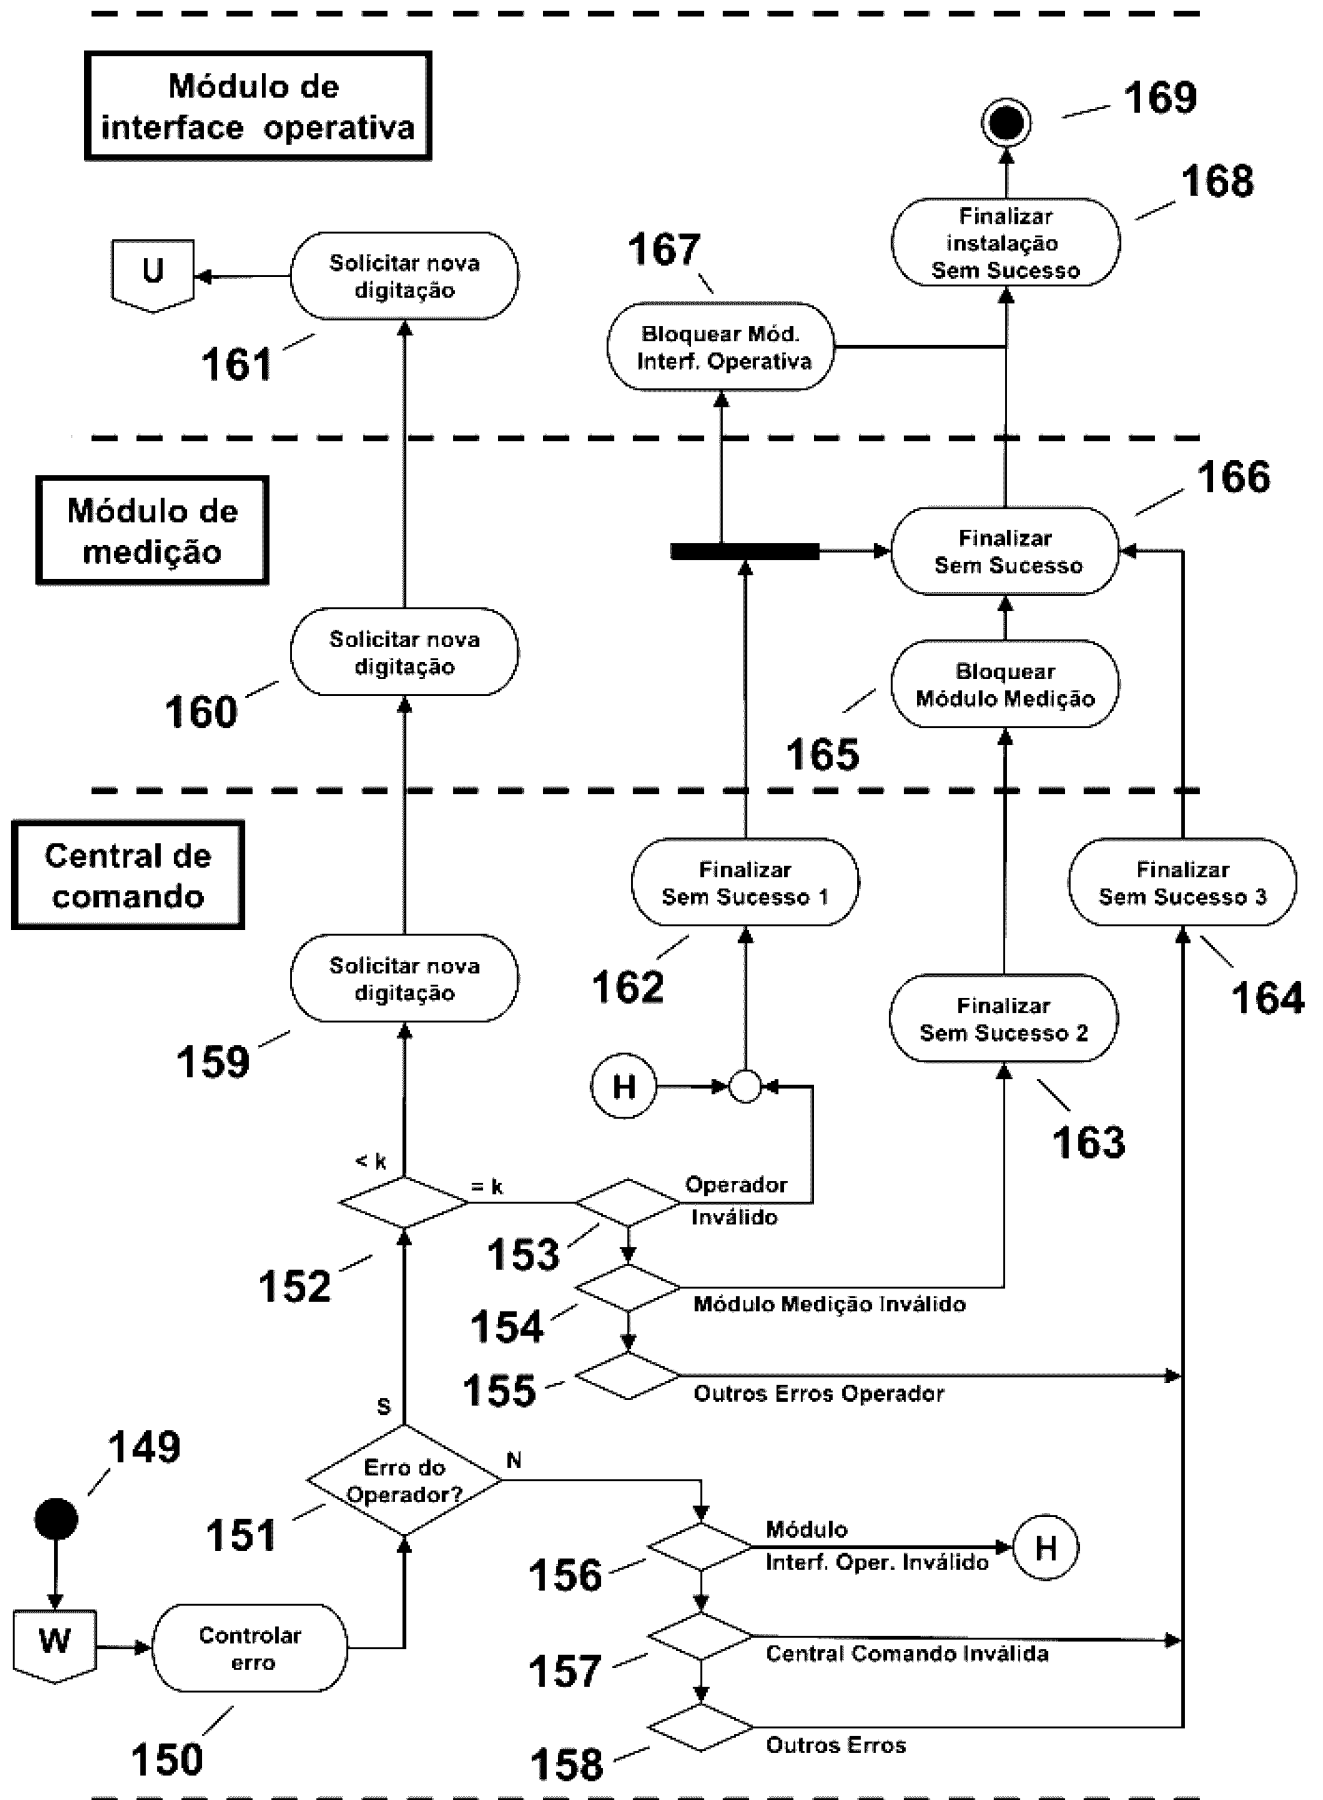 Módulo de
interface operativa
169
168
Finalizar
instalação
Sem Sucesso
167
U
Solicitar nova
digitação
161
Bloquear Mód.
Interf. Operativa
Módulo de
medição
166
Finalizar
Sem Sucesso
Solicitar nova
digitação
160
Bloquear
Módulo Medição
165
Central de
comando
Finalizar
Sem Sucesso 1
162
Finalizar
Sem Sucesso 3
164
Solicitar nova
digitação
159
Finalizar
Sem Sucesso 2
163
H
< k
= k
152
Operador
Inválido
153
Módulo Medição Inválido
154
Outros Erros Operador
155
S
N
Erro do
Operador?
151
149
W
Controlar
erro
150
Módulo
Interf. Oper. Inválido
H
156
Central Comando Inválida
157
Outros Erros
158